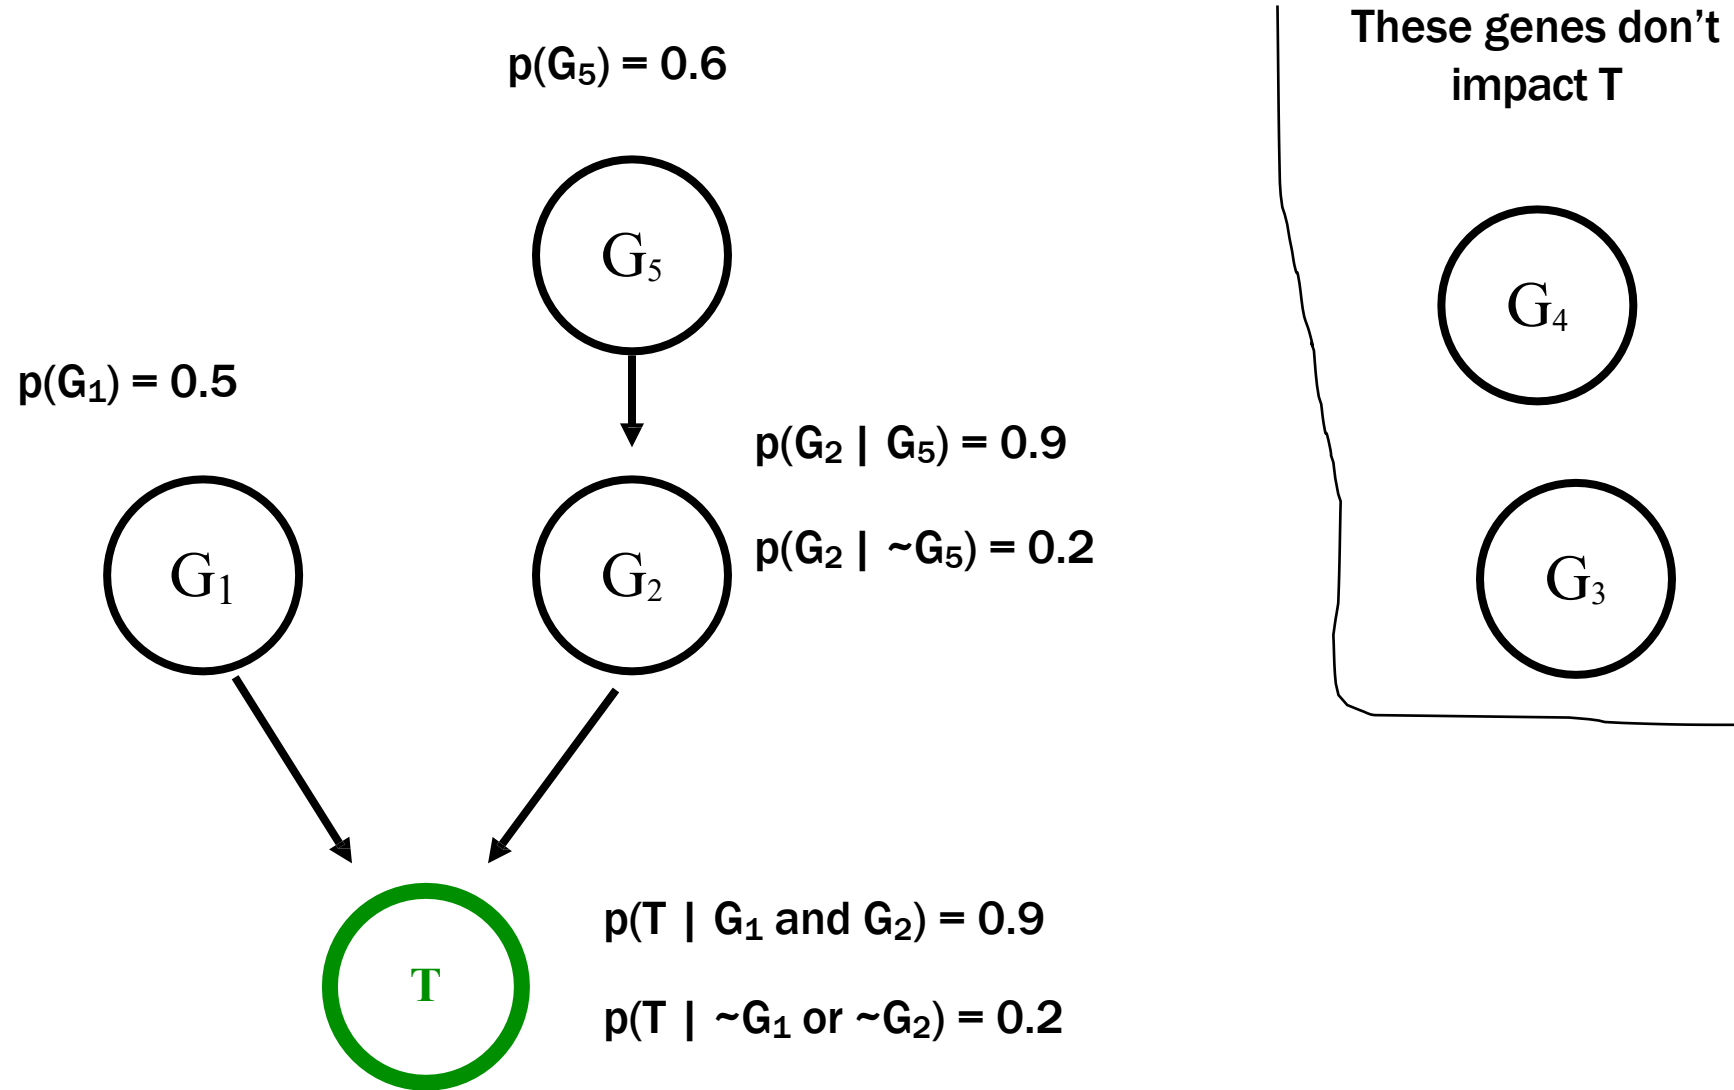 p(G₅) = 0.6
These genes don’t
impact T
G₅
G₄
p(G₁) = 0.5
p(G₂ | G₅) = 0.9
p(G₂ | ~G₅) = 0.2
G₁
G₂
G₃
p(T | G₁ and G₂) = 0.9
T
p(T | ~G₁ or ~G₂) = 0.2